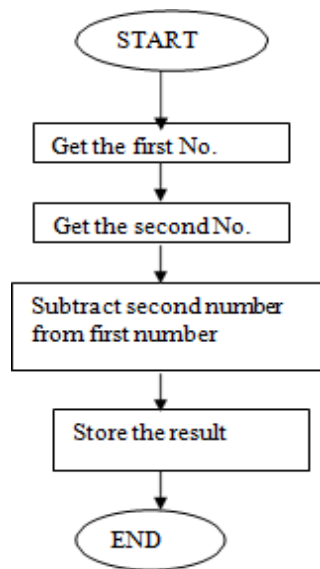 START
Get the first No.
Get the second No.
Subtract second number
from first number
Store the result
END